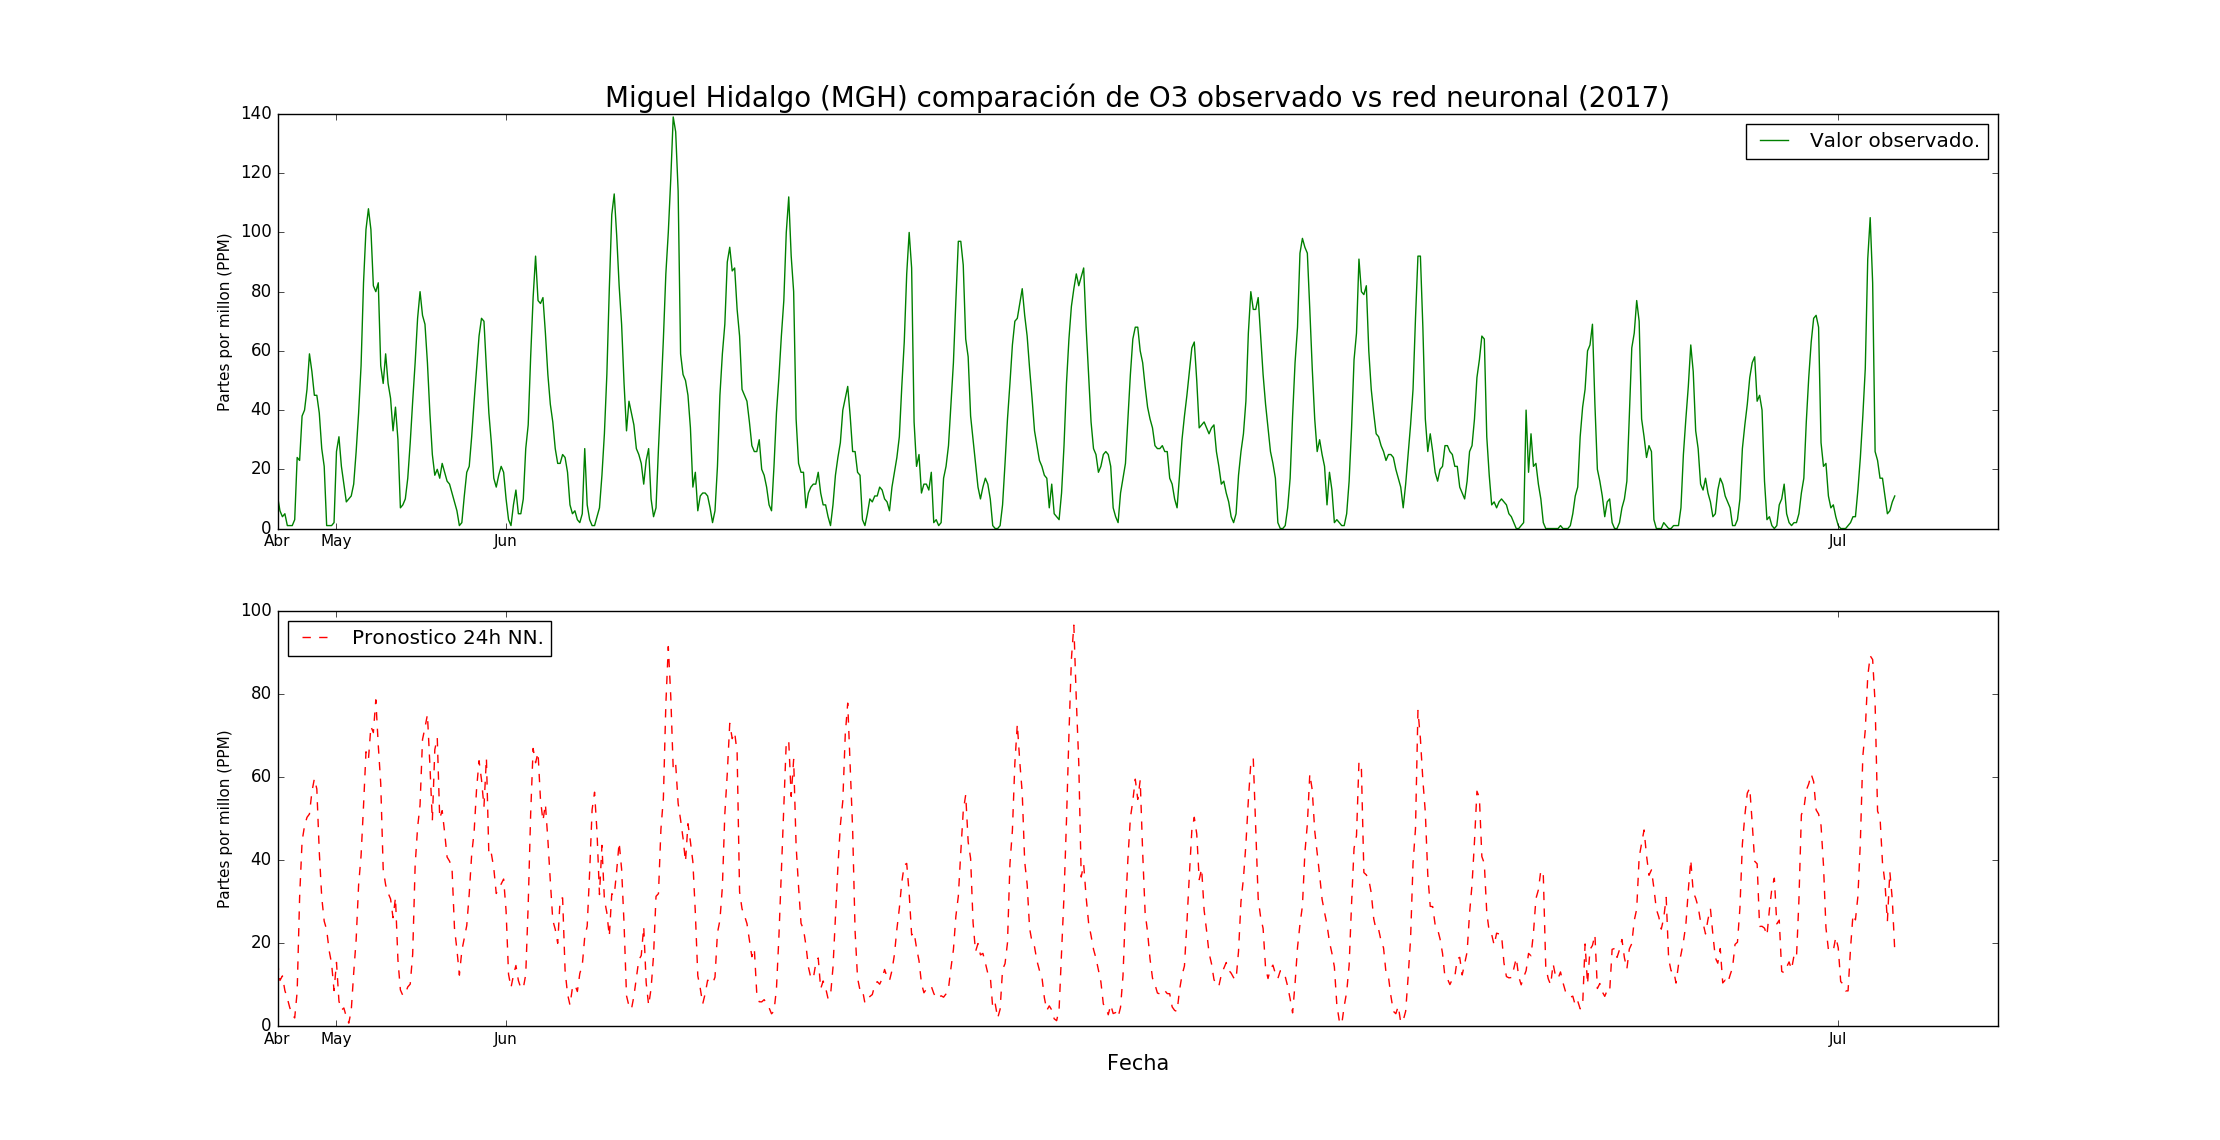 Miguel Hidalgo (MGH) comparación de O3 observado vs red neuronal (2017)
140
120
100
80
60
40
20
0
Partes por millon (PPM)
Valor observado.
Abr May Jun Jul
100
80
60
40
20
0
Partes por millon (PPM)
Pronostico 24h NN.
Abr May Jun Jul
Fecha